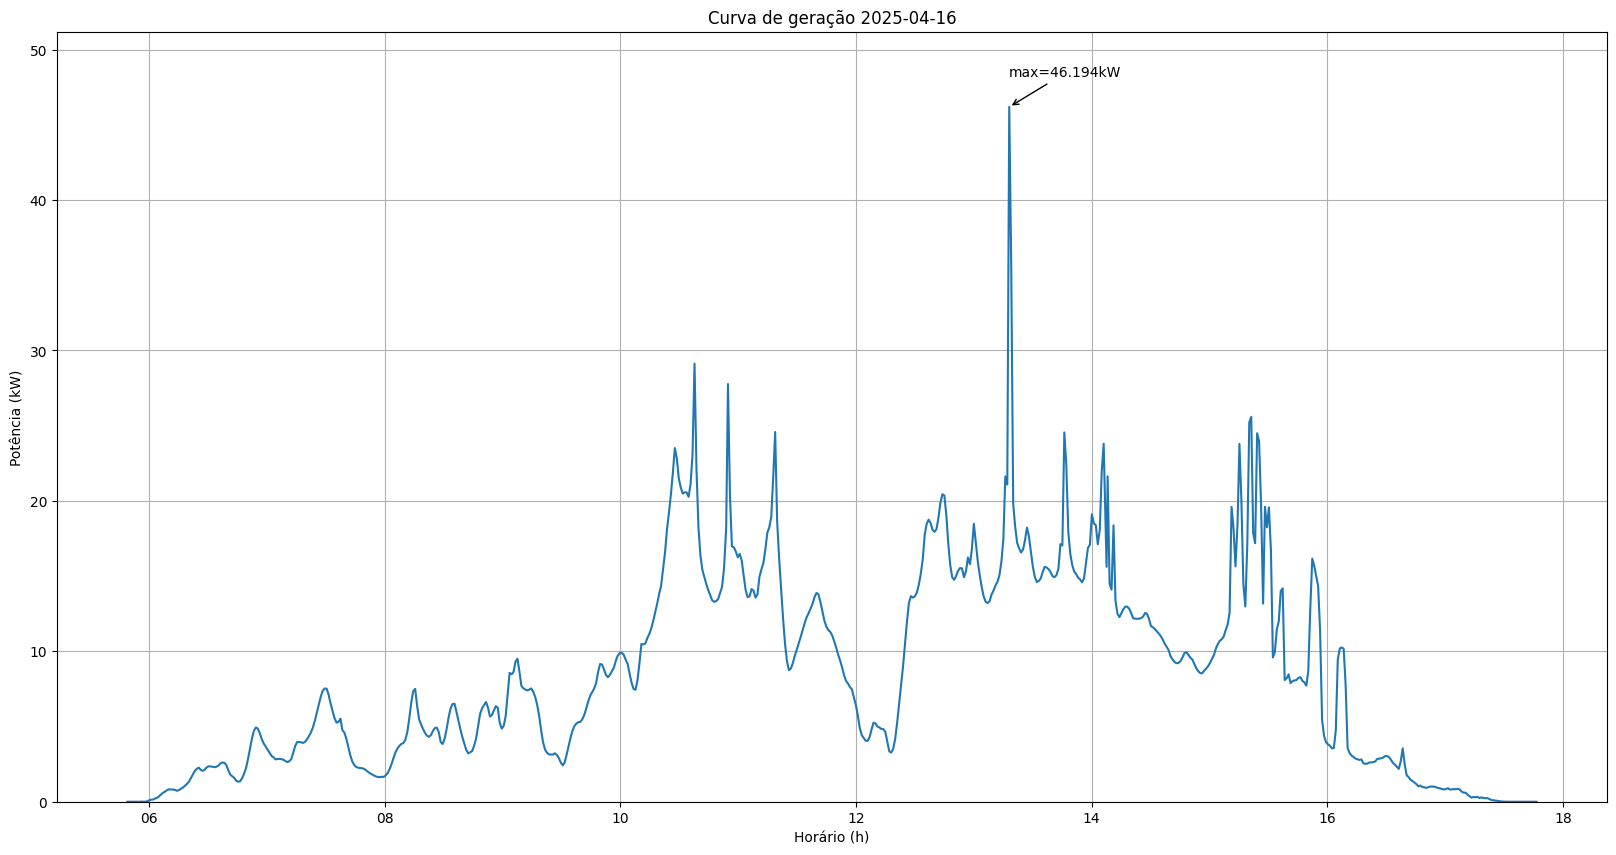 Curva de geração 2025-04-16
max=46.194kW
Potência (kW)
50
40
30
20
10
0
06 08 10 12 14 16 18
Horário (h)